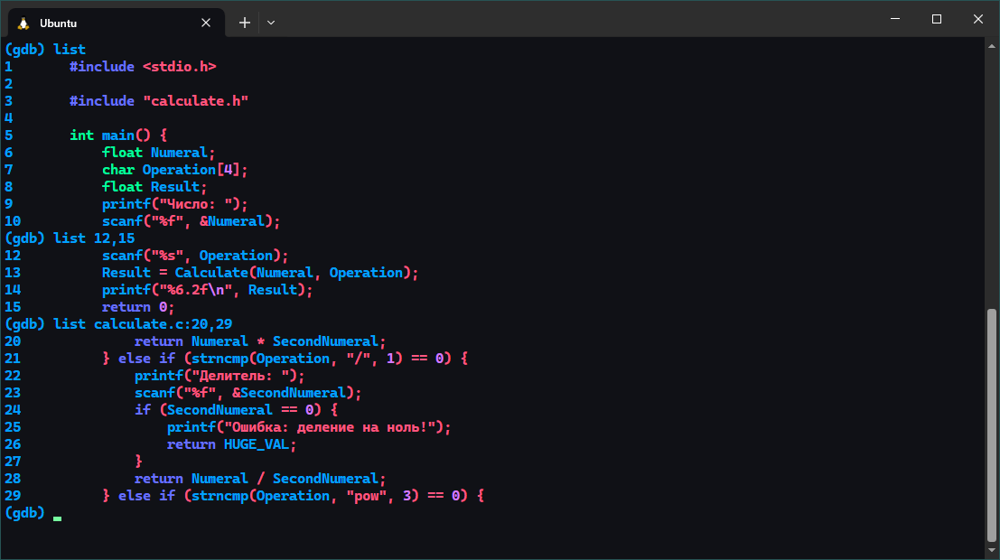 Ubuntu
(gdb) list
1       #include <stdio.h>
2
3       #include "calculate.h"
4
5       int main() {
6           float Numeral;
7           char Operation[4];
8           float Result;
9           printf("Число: ");
10          scanf("%f", &Numeral);
(gdb) list 12,15
12          scanf("%s", Operation);
13          Result = Calculate(Numeral, Operation);
14          printf("%6.2f\n", Result);
15          return 0;
(gdb) list calculate.c:20,29
20              return Numeral * SecondNumeral;
21          } else if (strncmp(Operation, "/", 1) == 0) {
22              printf("Делитель: ");
23              scanf("%f", &SecondNumeral);
24              if (SecondNumeral == 0) {
25                  printf("Ошибка: деление на ноль!");
26                  return HUGE_VAL;
27              }
28              return Numeral / SecondNumeral;
29          } else if (strncmp(Operation, "pow", 3) == 0) {
(gdb)